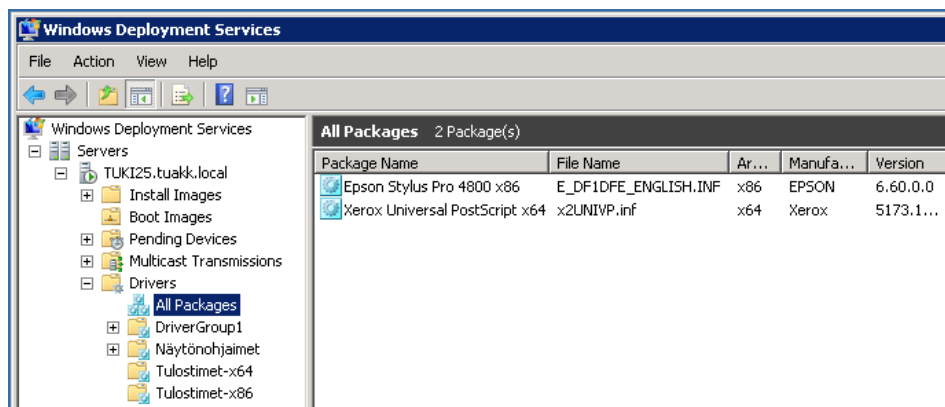 Windows Deployment Services
File Action View Help
Windows Deployment Services
Servers
TUKI25.tuakk.local
Install Images
Boot Images
Pending Devices
Multicast Transmissions
Drivers
All Packages
DriverGroup1
Näytönohjaimet
Tulostimet-x64
Tulostimet-x86
All Packages 2 Package(s)
Package Name File Name Ar... Manufa... Version
Epson Stylus Pro 4800 x86 E_DF1DFE_ENGLISH.INF x86 EPSON 6.60.0.0
Xerox Universal PostScript x64 x2UNIVP.inf x64 Xerox 5173.1...